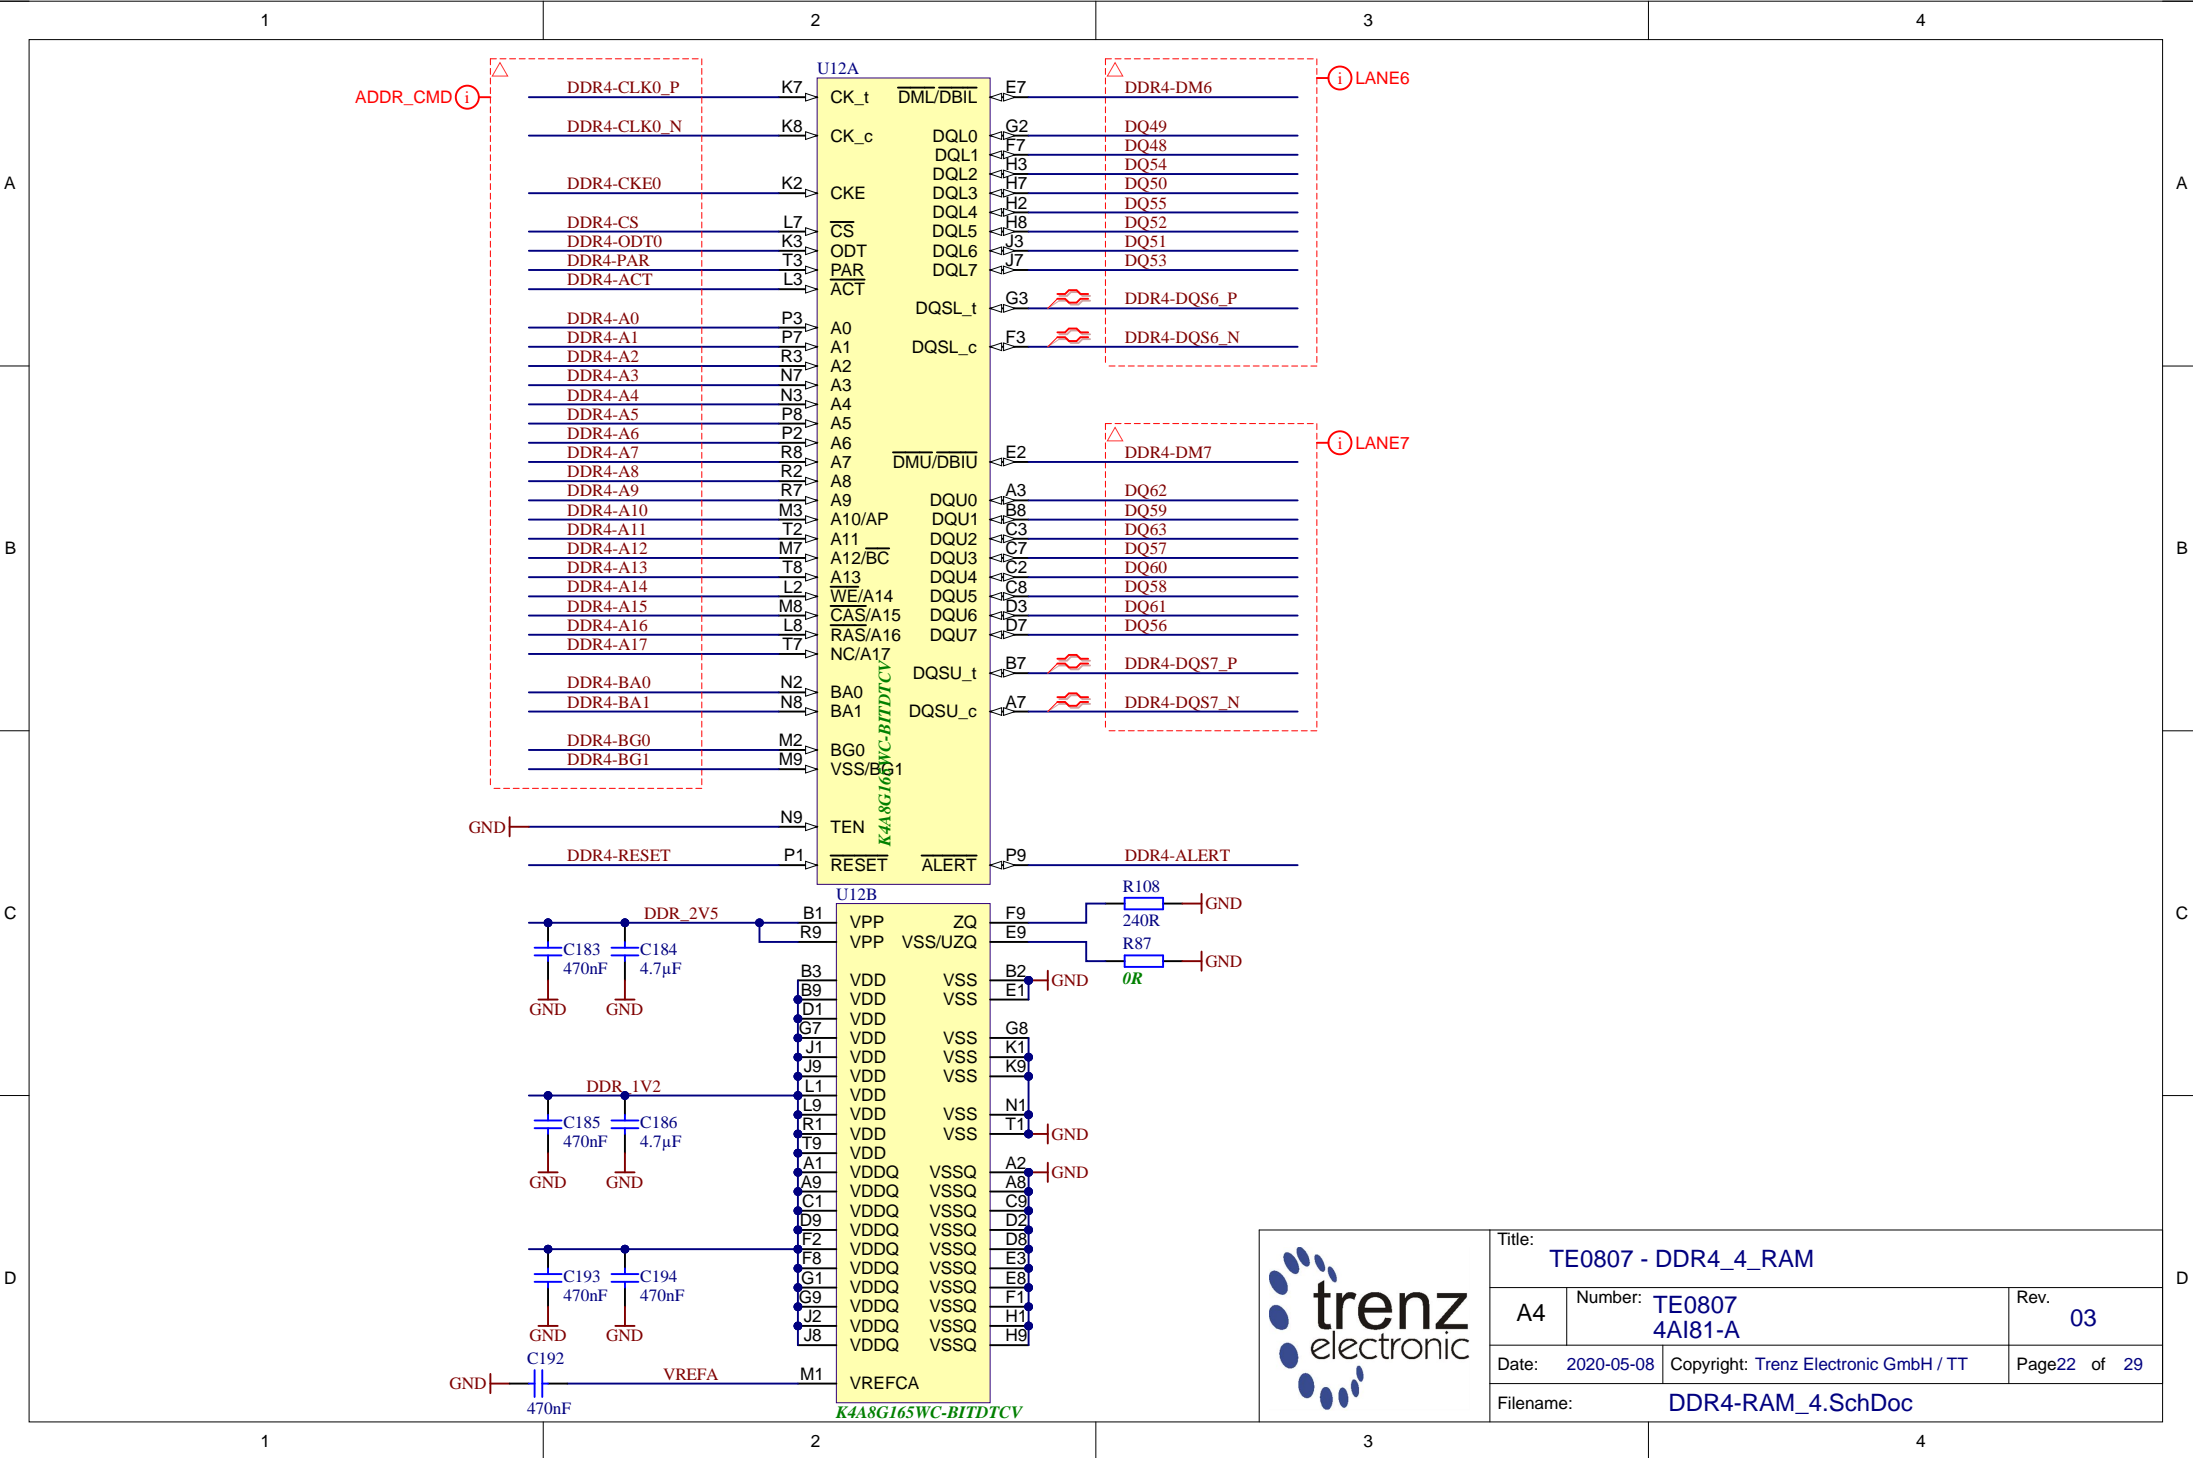 1 2 3 4
A A
B B
C C
D D
ADDR_CMD i
U12A
DDR4-CLK0_P K7 CK_t
DDR4-CLK0_N K8 CK_c
DDR4-CKE0 K2 CKE
DDR4-CS L7 CS
DDR4-ODT0 K3 ODT
DDR4-PAR T3 PAR
DDR4-ACT L3 ACT
DDR4-A0 P3 A0
DDR4-A1 P7 A1
DDR4-A2 R3 A2
DDR4-A3 N7 A3
DDR4-A4 N3 A4
DDR4-A5 P8 A5
DDR4-A6 P2 A6
DDR4-A7 R8 A7
DDR4-A8 R2 A8
DDR4-A9 R7 A9
DDR4-A10 M3 A10/AP
DDR4-A11 T2 A11
DDR4-A12 M7 A12/BC
DDR4-A13 T8 A13
DDR4-A14 L2 WE/A14
DDR4-A15 M8 CAS/A15
DDR4-A16 L8 RAS/A16
DDR4-A17 T7 NC/A17
DDR4-BA0 N2 BA0
DDR4-BA1 N8 BA1
DDR4-BG0 M2 BG0
DDR4-BG1 M9 VSS/BG1
GND N9 TEN
DDR4-RESET P1 RESET
K4A8G165WC-BITDTCV
i LANE6
DML/DBIL E7 DDR4-DM6
DQL0 G2 DQ49
DQL1 F7 DQ48
DQL2 H3 DQ54
DQL3 H7 DQ50
DQL4 H2 DQ55
DQL5 H8 DQ52
DQL6 J3 DQ51
DQL7 J7 DQ53
DQSL_t G3 DDR4-DQS6_P
DQSL_c F3 DDR4-DQS6_N
i LANE7
DMU/DBIU E2 DDR4-DM7
DQU0 A3 DQ62
DQU1 B8 DQ59
DQU2 C3 DQ63
DQU3 C7 DQ57
DQU4 C2 DQ60
DQU5 C8 DQ58
DQU6 D3 DQ61
DQU7 D7 DQ56
DQSU_t B7 DDR4-DQS7_P
DQSU_c A7 DDR4-DQS7_N
ALERT P9 DDR4-ALERT
U12B
DDR_2V5 B1 VPP
R9 VPP
C183 470nF GND
C184 4.7µF GND
B3 VDD
B9 VDD
D1 VDD
G7 VDD
J1 VDD
J9 VDD
DDR_1V2 L1 VDD
L9 VDD
R1 VDD
T9 VDD
C185 470nF GND
C186 4.7µF GND
A1 VDDQ
A9 VDDQ
C1 VDDQ
D9 VDDQ
F2 VDDQ
F8 VDDQ
G1 VDDQ
G9 VDDQ
J2 VDDQ
J8 VDDQ
C193 470nF GND
C194 470nF GND
GND C192 470nF VREFA M1 VREFCA
ZQ F9 R108 240R GND
VSS/UZQ E9 R87 0R GND
VSS B2 GND
VSS E1
VSS G8
VSS K1
VSS K9
VSS N1
VSS T1 GND
VSSQ A2 GND
VSSQ A8
VSSQ C9
VSSQ D2
VSSQ D8
VSSQ E3
VSSQ E8
VSSQ F1
VSSQ H1
VSSQ H9
K4A8G165WC-BITDTCV
trenz
electronic
Title:
TE0807 - DDR4_4_RAM
A4 Number: TE0807
4AI81-A
Rev. 03
Date: 2020-05-08 Copyright: Trenz Electronic GmbH / TT Page22 of 29
Filename: DDR4-RAM_4.SchDoc
1 2 3 4